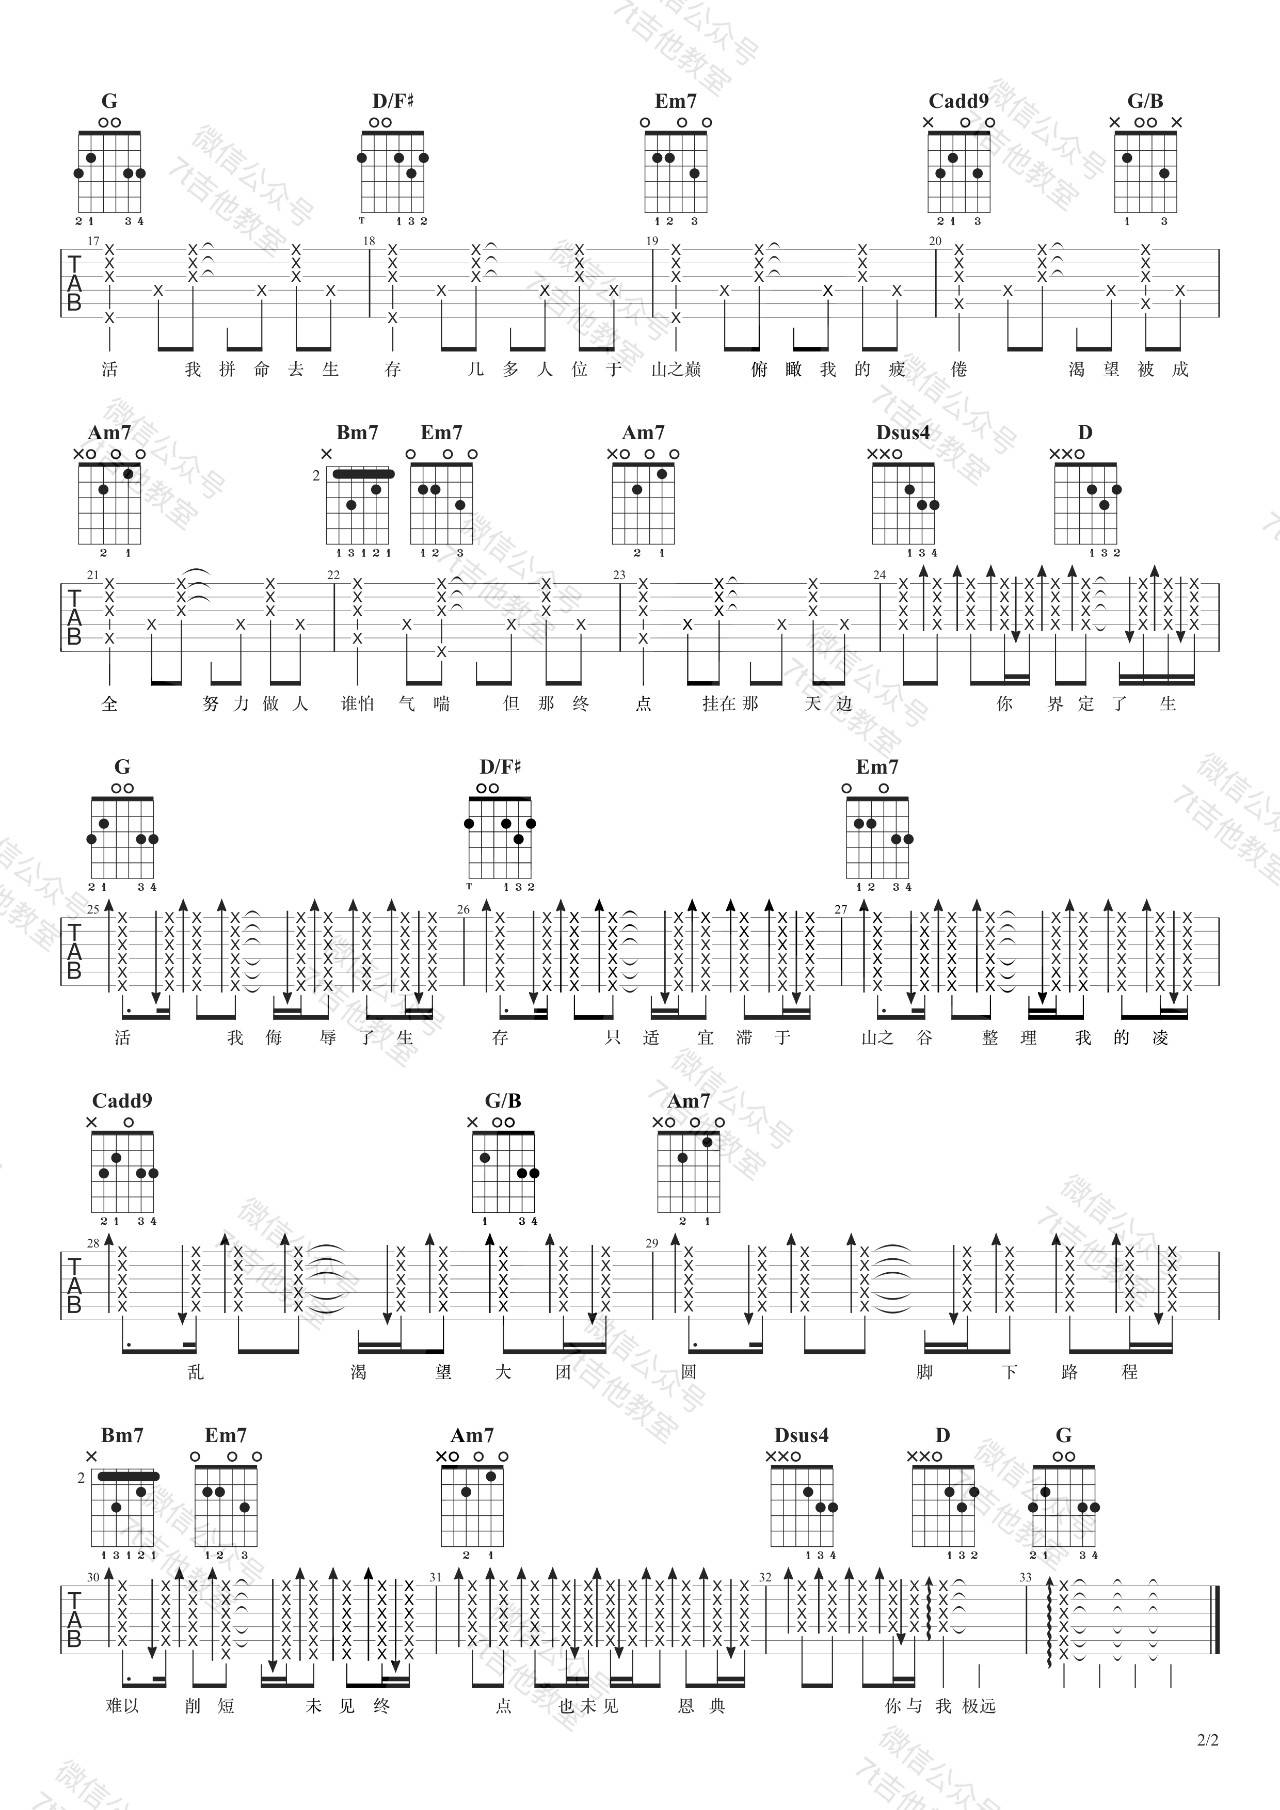 G D/F♯ Em7 Cadd9 G/B
2 1 3 4 T 1 3 2 1 2 3 2 1 3 1 3
17 18 19 20
TAB
活 我 拼 命 去 生 存 几 多 人 位 于 山之巅 俯 瞰 我 的 疲 倦 渴 望 被 成
Am7 Bm7 Em7 Am7 Dsus4 D
2
2 1 1 3 1 2 1 1 2 3 2 1 1 3 4 1 3 2
21 22 23 24
TAB
全 努 力 做 人 谁怕 气 喘 但 那 终 点 挂在 那 天 边 你 界 定 了 生
G D/F♯ Em7
2 1 3 4 T 1 3 2 1 2 3 4
25 26 27
TAB
活 我 侮 辱 了 生 存 只 适 宜 滞 于 山之 谷 整 理 我 的 凌
Cadd9 G/B Am7
2 1 3 4 1 3 4 2 1
28 29
TAB
乱 渴 望 大 团 圆 脚 下 路 程
Bm7 Em7 Am7 Dsus4 D G
2
1 3 1 2 1 1 2 3 2 1 1 3 4 1 3 2 2 1 3 4
30 31 32 33
TAB
难以 削 短 未 见 终 点 也 未 见 恩 典 你 与 我 极远
2/2
微信公众号
7t吉他教室